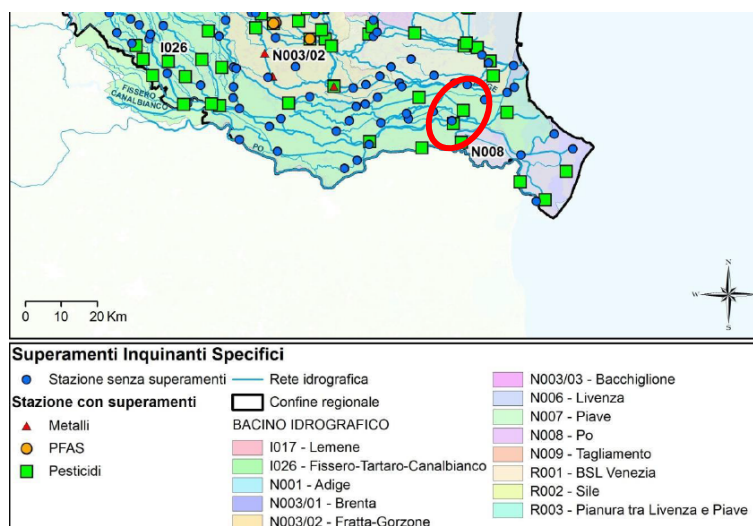 I026
N003/02
FISSERO
CANALBIANCO
PO
N008
N
W
S
0 10 20 Km
Superamenti Inquinanti Specifici
Stazione senza superamenti
Stazione con superamenti
Metalli
PFAS
Pesticidi
Rete idrografica
Confine regionale
BACINO IDROGRAFICO
I017 - Lemene
I026 - Fissero-Tartaro-Canalbianco
N001 - Adige
N003/01 - Brenta
N003/02 - Fratta-Gorzone
N003/03 - Bacchiglione
N006 - Livenza
N007 - Piave
N008 - Po
N009 - Tagliamento
R001 - BSL Venezia
R002 - Sile
R003 - Pianura tra Livenza e Piave